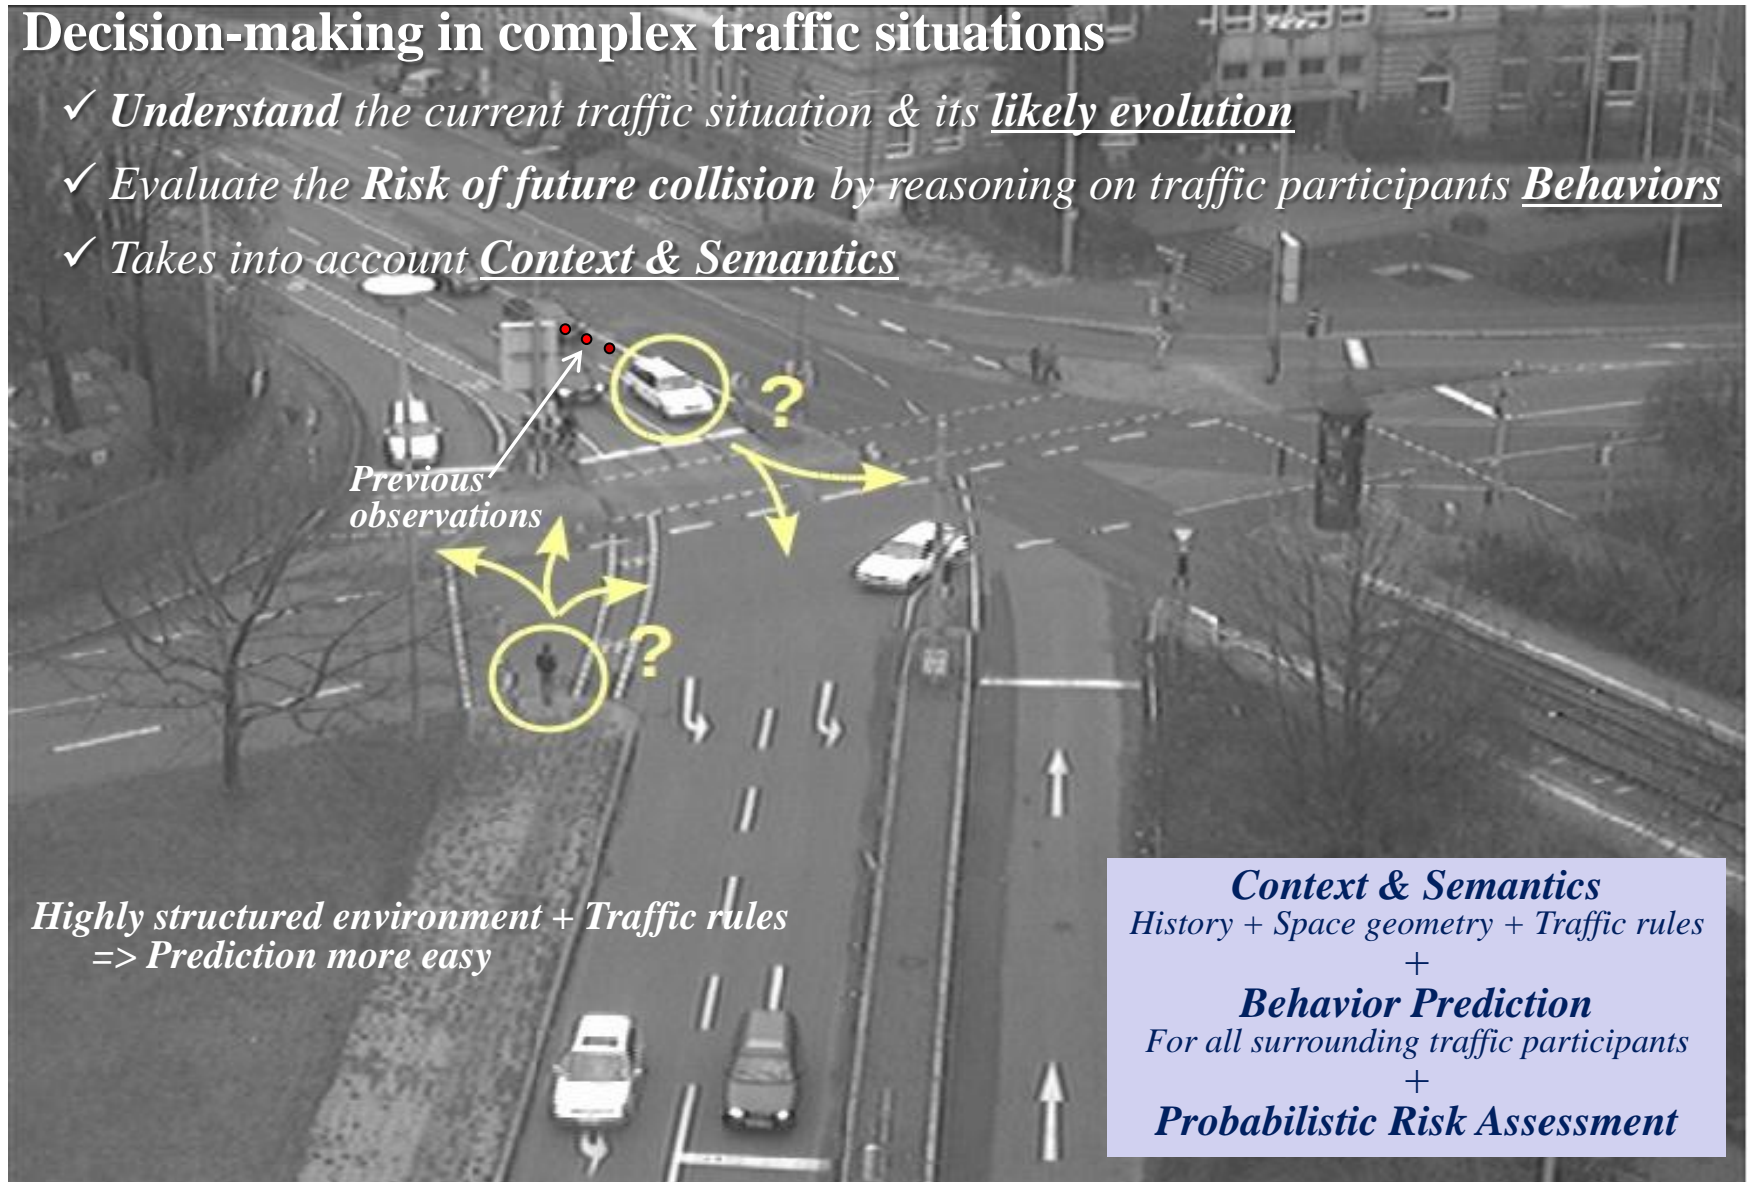 Decision-making in complex traffic situations
✓ Understand the current traffic situation & its likely evolution
✓ Evaluate the Risk of future collision by reasoning on traffic participants Behaviors
✓ Takes into account Context & Semantics
?
Previous
observations
?
Highly structured environment + Traffic rules
=> Prediction more easy
Context & Semantics
History + Space geometry + Traffic rules
+
Behavior Prediction
For all surrounding traffic participants
+
Probabilistic Risk Assessment